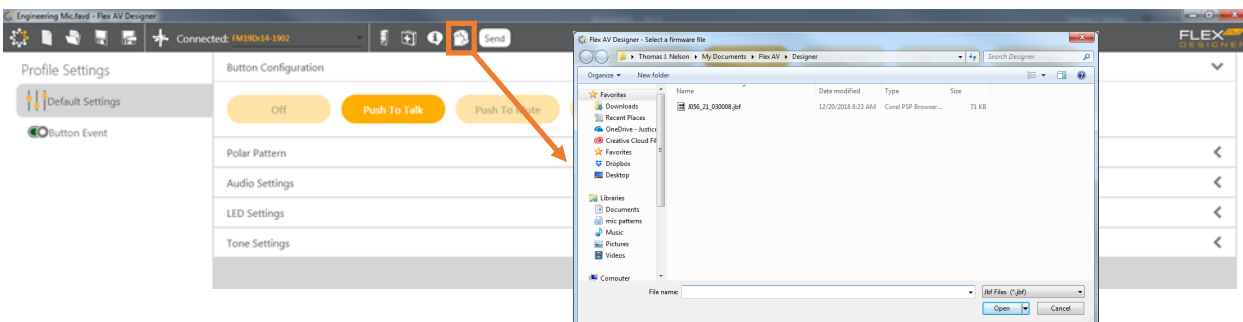 Engineering Mic.favd - Flex AV Designer
Connected: FM19Dr14-1902
Send
FLEX
DESIGNER
Profile Settings
Default Settings
Button Event
Button Configuration
Off
Push To Talk
Push To Mute
Polar Pattern
Audio Settings
LED Settings
Tone Settings
Flex AV Designer - Select a firmware file
Thomas J. Nelson
My Documents
Flex AV
Designer
Search Designer
Organize
New folder
Favorites
Downloads
Recent Places
OneDrive - Justice
Creative Cloud Fil
Favorites
Dropbox
Desktop
Libraries
Documents
mic patterns
Music
Pictures
Videos
Computer
Name
Date modified
Type
Size
J056_21_030008.jbf
12/20/2018 8:23 AM
Corel PSP Browser...
71 KB
File name:
Jbf Files (*.jbf)
Open
Cancel